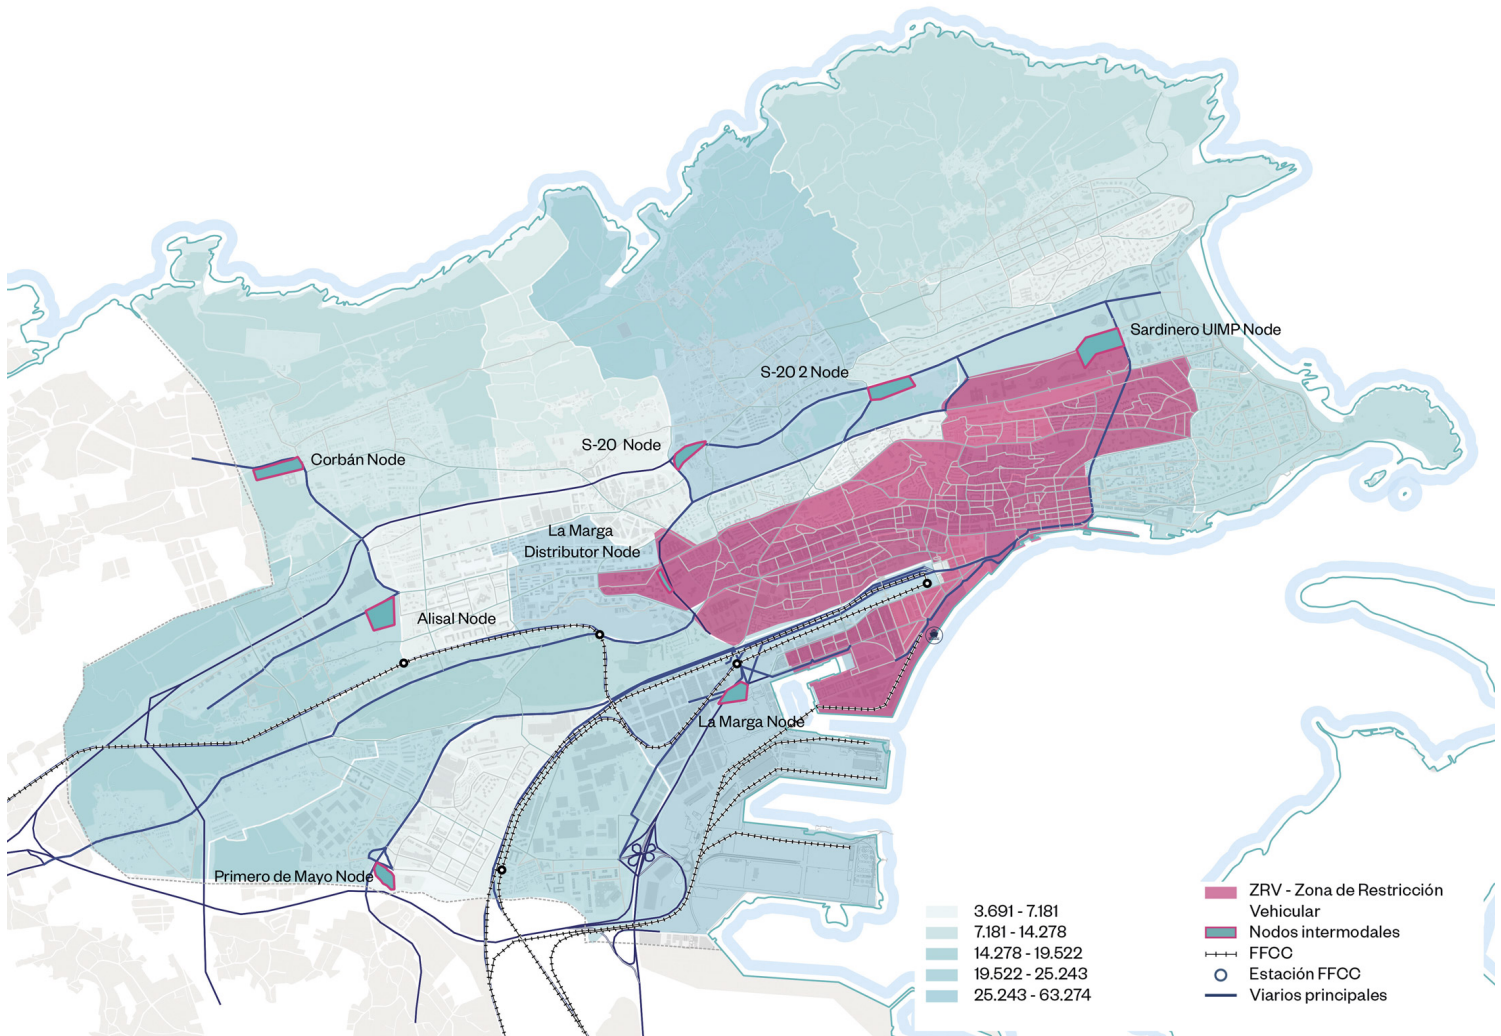 Sardinero UIMP Node
S-20 2 Node
S-20 Node
Corbán Node
La Marga
Distributor Node
Alisal Node
La Marga Node
Primero de Mayo Node
3.691 - 7.181
7.181 - 14.278
14.278 - 19.522
19.522 - 25.243
25.243 - 63.274
ZRV - Zona de Restricción
Vehicular
Nodos intermodales
FFCC
Estación FFCC
Viarios principales